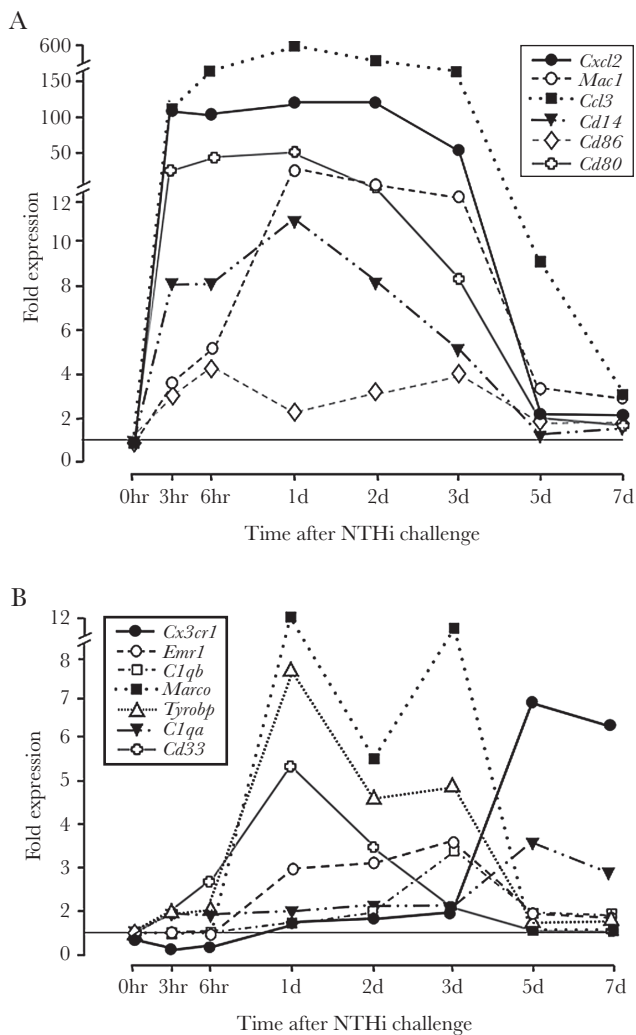 A
600
150
100
50
12
10
8
6
4
2
0
Fold expression
Cxcl2
Mac1
Ccl3
Cd14
Cd86
Cd80
0hr 3hr 6hr 1d 2d 3d 5d 7d
Time after NTHi challenge
B
12
8
7
6
5
4
3
2
0
Fold expression
Cx3cr1
Emr1
C1qb
Marco
Tyrobp
C1qa
Cd33
0hr 3hr 6hr 1d 2d 3d 5d 7d
Time after NTHi challenge